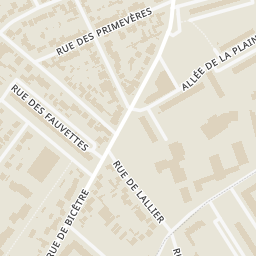 RUE DES PRIMEVÈRES
ALLÉE DE LA PLAIN
RUE DES FAUVETTES
RUE DE LALLIER
RUE DE BICÊTRE